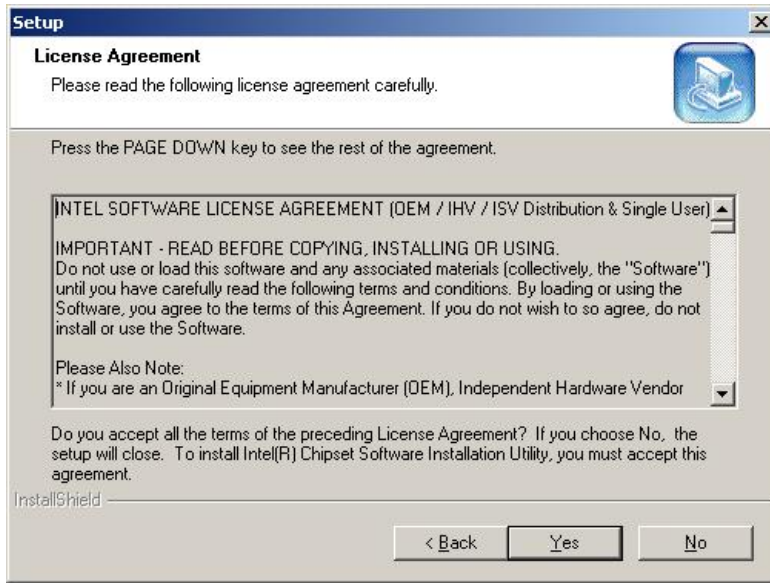 Setup
License Agreement
Please read the following license agreement carefully.
Press the PAGE DOWN key to see the rest of the agreement.
INTEL SOFTWARE LICENSE AGREEMENT (OEM / IHV / ISV Distribution & Single User)
IMPORTANT - READ BEFORE COPYING, INSTALLING OR USING.
Do not use or load this software and any associated materials (collectively, the "Software")
until you have carefully read the following terms and conditions. By loading or using the
Software, you agree to the terms of this Agreement. If you do not wish to so agree, do not
install or use the Software.
Please Also Note:
* If you are an Original Equipment Manufacturer (OEM), Independent Hardware Vendor
Do you accept all the terms of the preceding License Agreement? If you choose No, the
setup will close. To install Intel(R) Chipset Software Installation Utility, you must accept this
agreement.
InstallShield
< Back Yes No